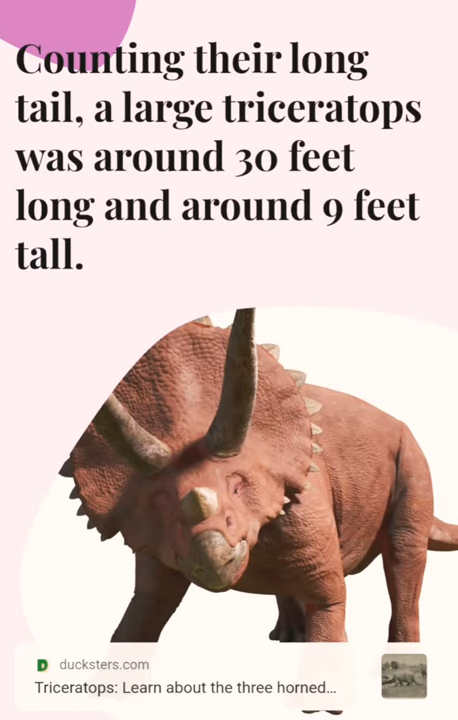 Counting their long
tail, a large triceratops
was around 30 feet
long and around 9 feet
tall.
ducksters.com
Triceratops: Learn about the three horned...